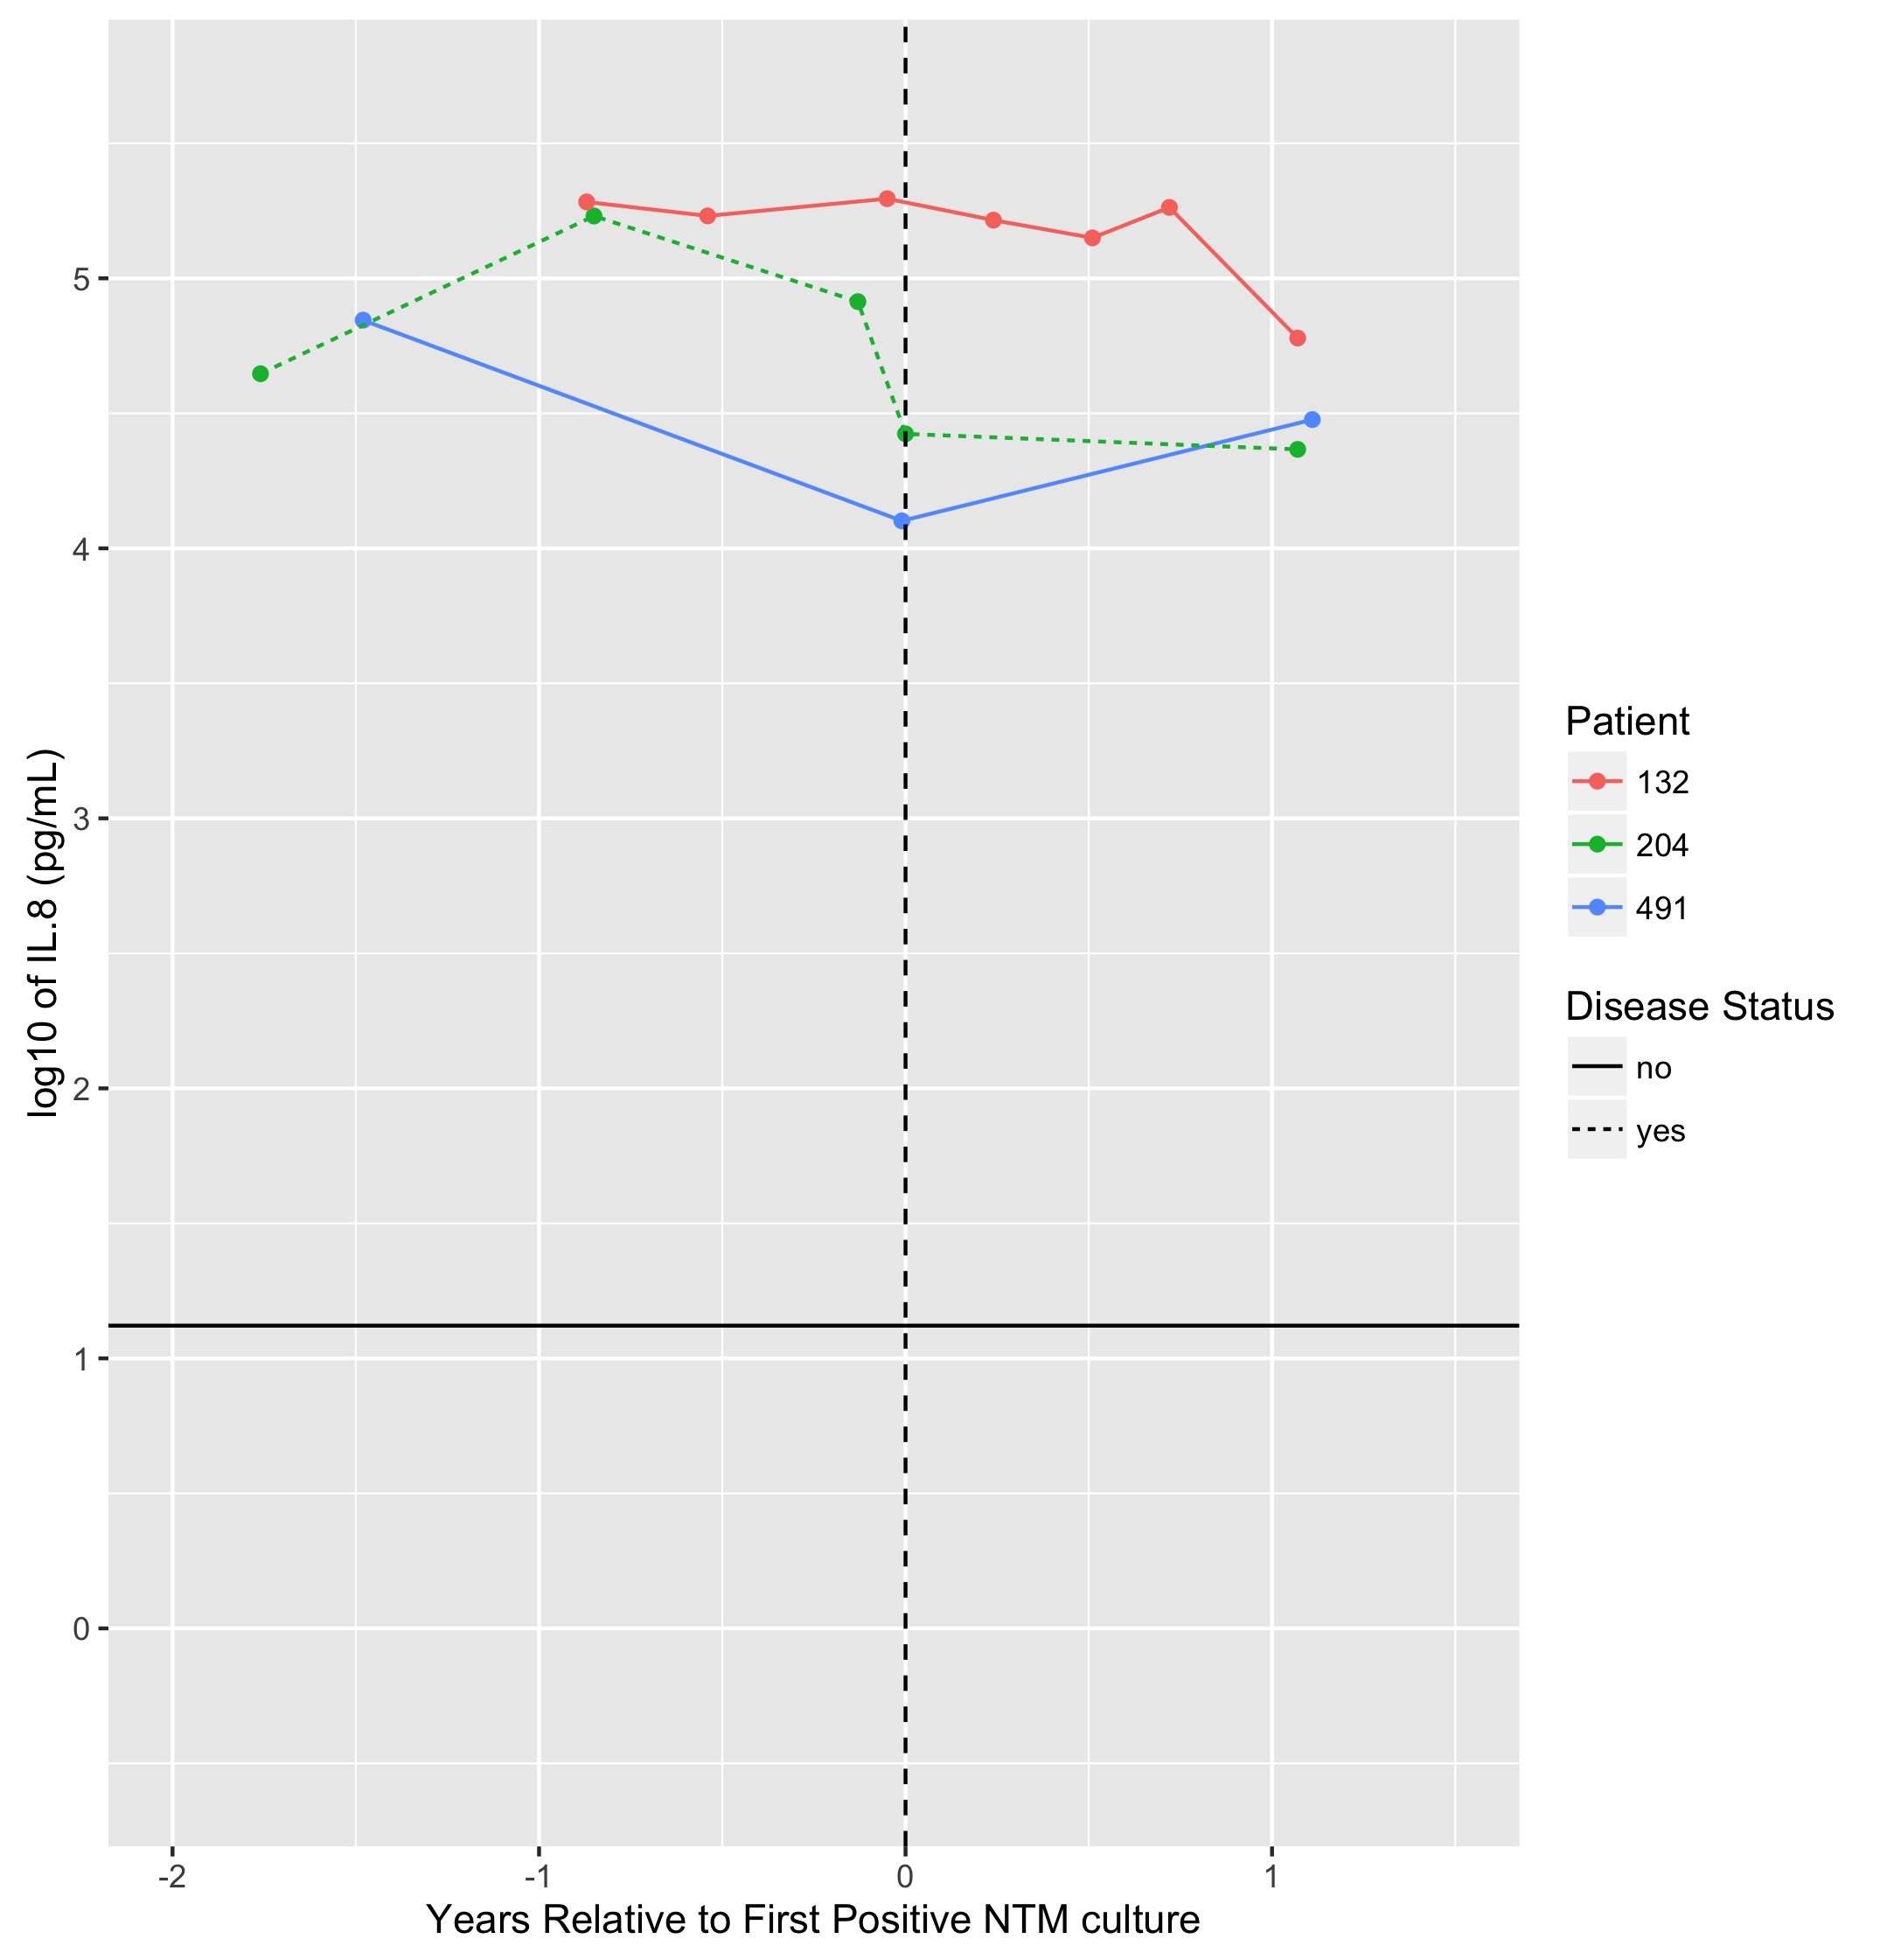 log10 of IL.8 (pg/mL)
5
4
3
2
1
0
-2
-1
0
1
Years Relative to First Positive NTM culture
Patient
132
204
491
Disease Status
no
yes